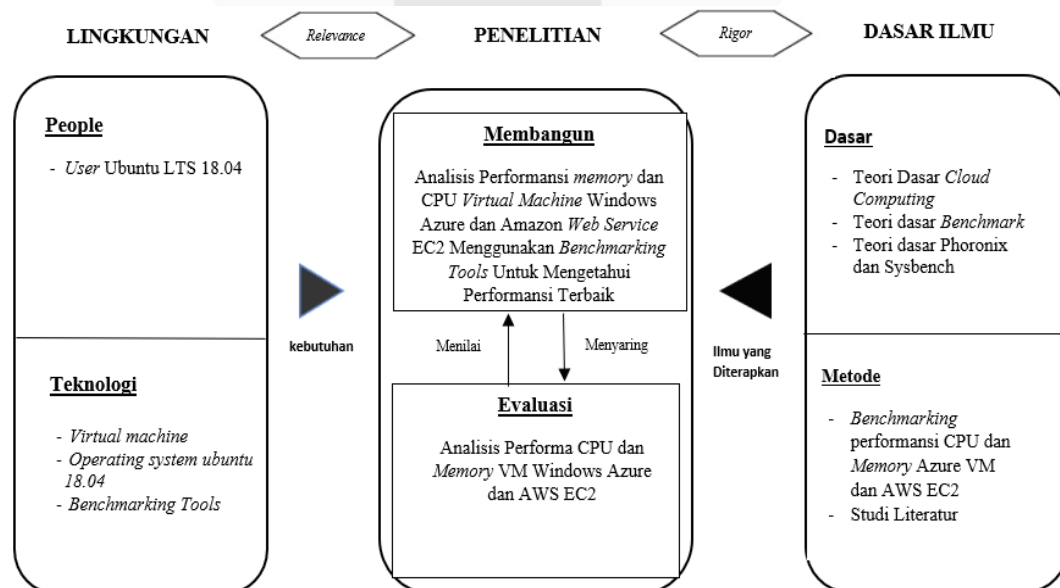 LINGKUNGAN
Relevance
PENELITIAN
Rigor
DASAR ILMU
People
- User Ubuntu LTS 18.04
Teknologi
- Virtual machine
- Operating system ubuntu
18.04
- Benchmarking Tools
kebutuhan
Membangun
Analisis Performansi memory dan
CPU Virtual Machine Windows
Azure dan Amazon Web Service
EC2 Menggunakan Benchmarking
Tools Untuk Mengetahui
Performansi Terbaik
Menilai
Menyaring
Evaluasi
Analisis Performa CPU dan
Memory VM Windows Azure
dan AWS EC2
Ilmu yang
Diterapkan
Dasar
- Teori Dasar Cloud
Computing
- Teori dasar Benchmark
- Teori dasar Phoronix
dan Sysbench
Metode
- Benchmarking
performansi CPU dan
Memory Azure VM
dan AWS EC2
- Studi Literatur